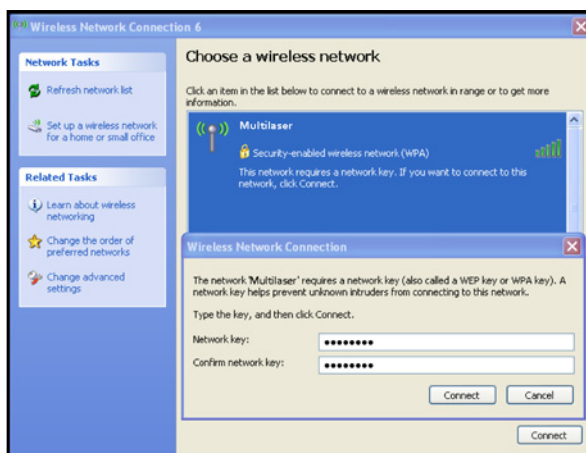 Wireless Network Connection 6
Network Tasks
Refresh network list
Set up a wireless network
for a home or small office
Related Tasks
Learn about wireless
networking
Change the order of
preferred networks
Change advanced
settings
Choose a wireless network
Click an item in the list below to connect to a wireless network in range or to get more
information.
Multilaser
Security-enabled wireless network (WPA)
This network requires a network key. If you want to connect to this
network, click Connect.
Wireless Network Connection
The network 'Multilaser' requires a network key (also called a WEP key or WPA key). A
network key helps prevent unknown intruders from connecting to this network.
Type the key, and then click Connect.
Network key: ••••••••
Confirm network key: ••••••••
Connect Cancel
Connect